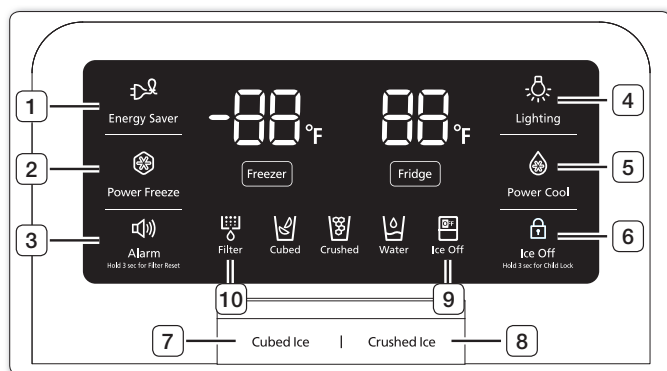 1
Energy Saver
-88 °F
88 °F
Lighting
4
2
Power Freeze
Freezer
Fridge
Power Cool
5
3
Alarm
Hold 3 sec for Filter Reset
Filter
Cubed
Crushed
Water
OFF
Ice Off
Ice Off
Hold 3 sec for Child Lock
6
10
9
7
Cubed Ice | Crushed Ice
8